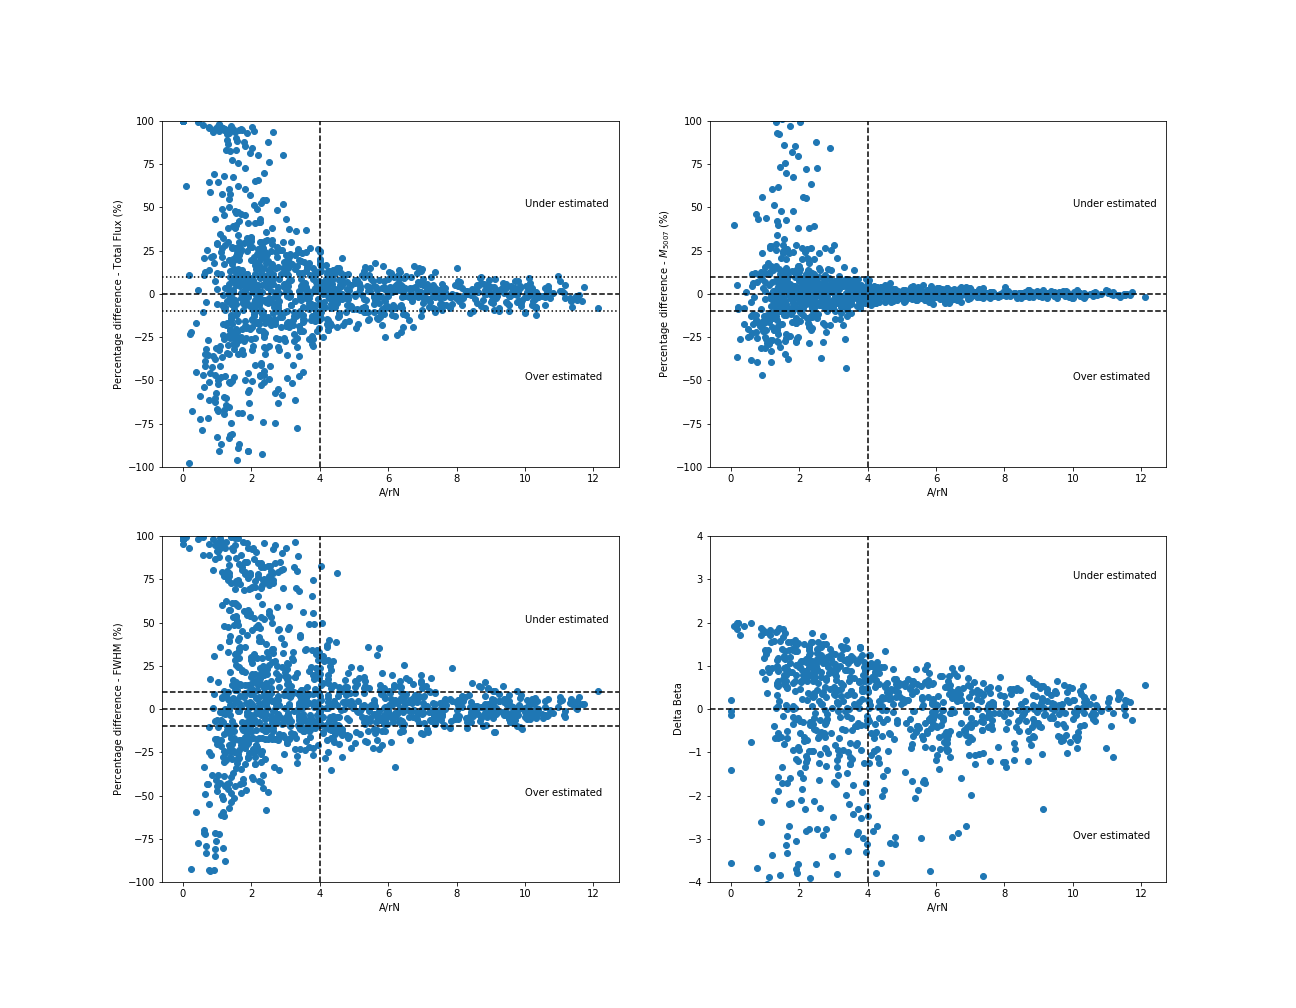 100
75
50
25
0
−25
−50
−75
−100
Percentage difference - Total Flux (%)
Under estimated
Over estimated
0 2 4 6 8 10 12
A/rN
100
75
50
25
0
−25
−50
−75
−100
Percentage difference - M5007 (%)
Under estimated
Over estimated
0 2 4 6 8 10 12
A/rN
100
75
50
25
0
−25
−50
−75
−100
Percentage difference - FWHM (%)
Under estimated
Over estimated
0 2 4 6 8 10 12
A/rN
4
3
2
1
0
−1
−2
−3
−4
Delta Beta
Under estimated
Over estimated
0 2 4 6 8 10 12
A/rN